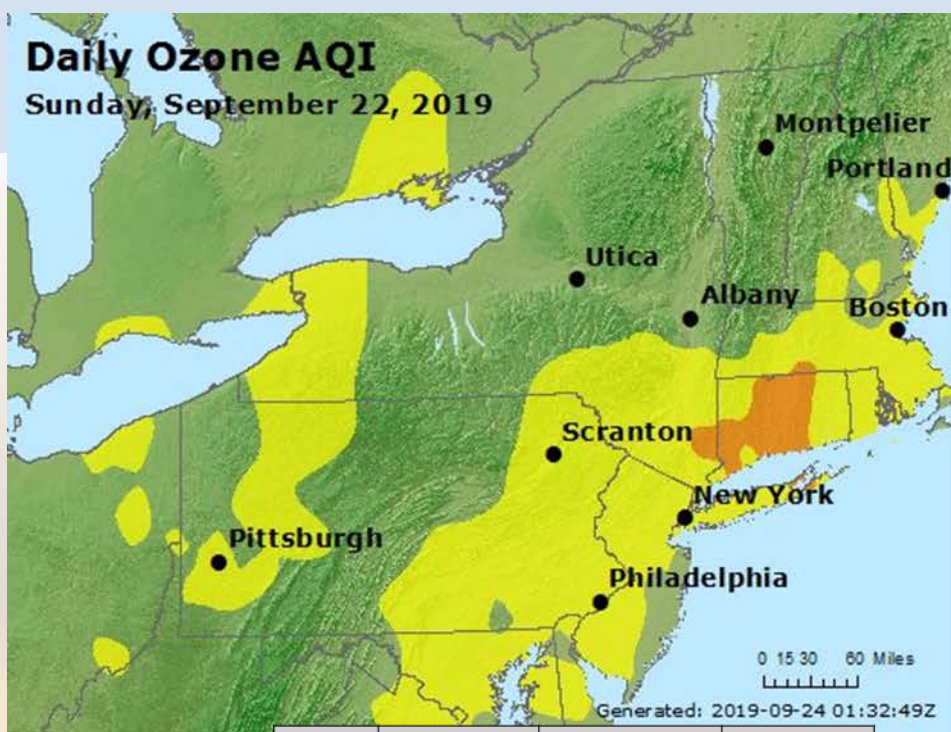 Daily Ozone AQI
Sunday, September 22, 2019
Montpelier
Portland
Utica
Albany
Boston
Scranton
New York
Pittsburgh
Philadelphia
0 15 30 60 Miles
Generated: 2019-09-24 01:32:49Z